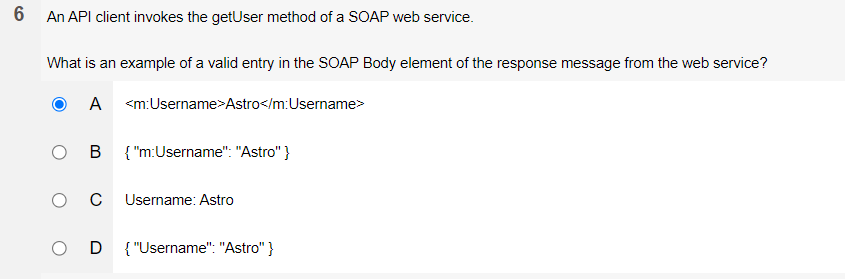 6 An API client invokes the getUser method of a SOAP web service.
What is an example of a valid entry in the SOAP Body element of the response message from the web service?
A <m:Username>Astro</m:Username>
B { "m:Username": "Astro" }
C Username: Astro
D { "Username": "Astro" }